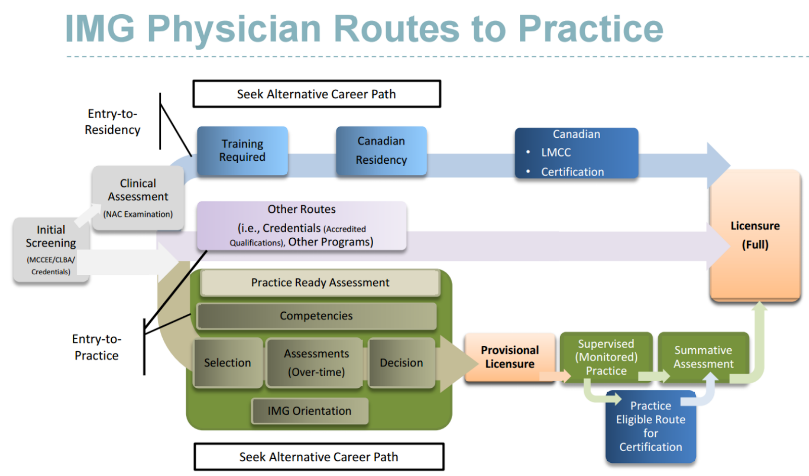 IMG Physician Routes to Practice
Seek Alternative Career Path
Entry-to-
Residency
Training
Required
Canadian
Residency
Canadian
• LMCC
• Certification
Clinical
Assessment
(NAC Examination)
Initial
Screening
(MCCEE/CLBA/
Credentials)
Other Routes
(i.e., Credentials (Accredited
Qualifications), Other Programs)
Licensure
(Full)
Entry-to-
Practice
Practice Ready Assessment
Competencies
Selection
Assessments
(Over-time)
Decision
IMG Orientation
Provisional
Licensure
Supervised
(Monitored)
Practice
Summative
Assessment
Practice
Eligible Route
for
Certification
Seek Alternative Career Path